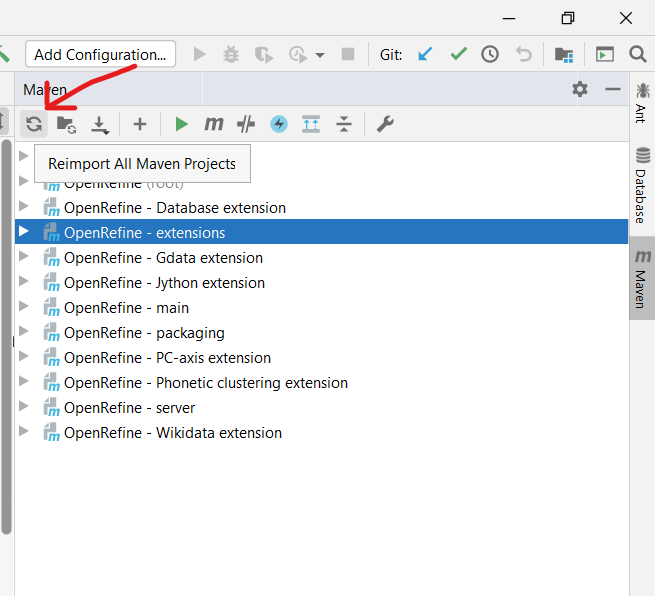 Add Configuration...
Git:
Maven
Reimport All Maven Projects
OpenRefine (root)
OpenRefine - Database extension
OpenRefine - extensions
OpenRefine - Gdata extension
OpenRefine - Jython extension
OpenRefine - main
OpenRefine - packaging
OpenRefine - PC-axis extension
OpenRefine - Phonetic clustering extension
OpenRefine - server
OpenRefine - Wikidata extension
Ant
Database
Maven